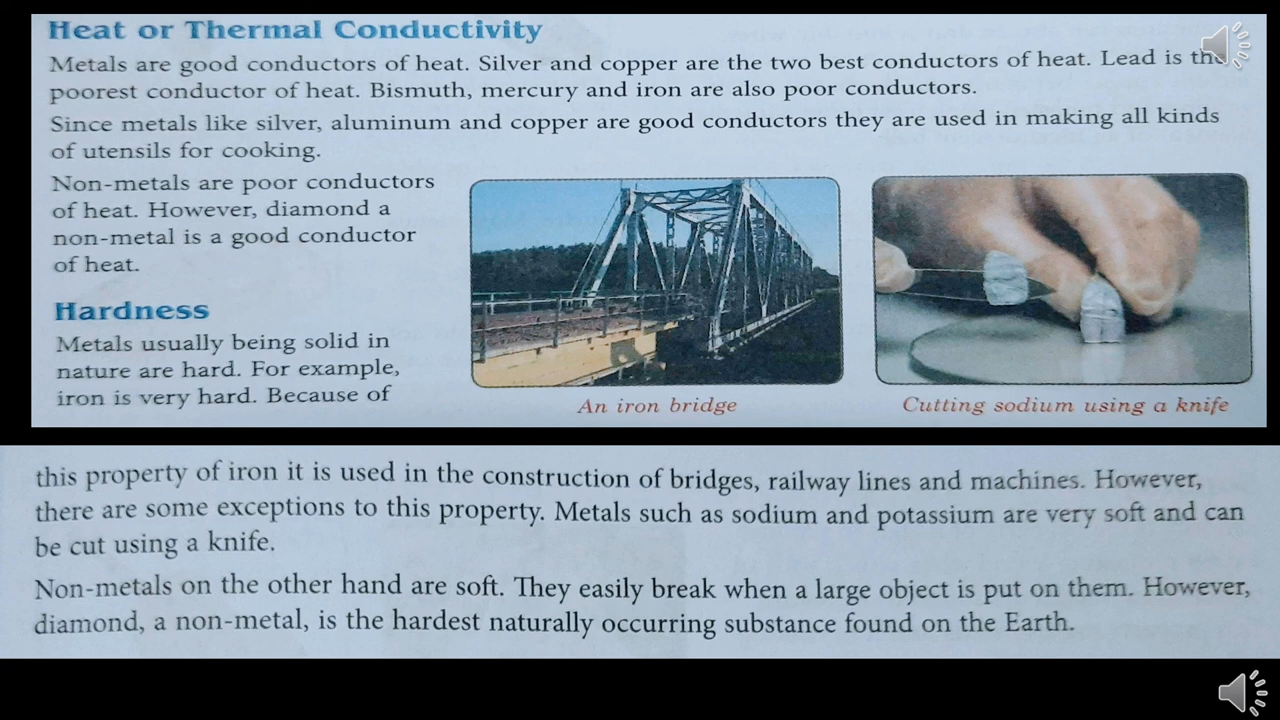 Heat or Thermal Conductivity
Metals are good conductors of heat. Silver and copper are the two best conductors of heat. Lead is the
poorest conductor of heat. Bismuth, mercury and iron are also poor conductors.
Since metals like silver, aluminum and copper are good conductors they are used in making all kinds
of utensils for cooking.
Non-metals are poor conductors
of heat. However, diamond a
non-metal is a good conductor
of heat.
Hardness
Metals usually being solid in
nature are hard. For example,
iron is very hard. Because of
An iron bridge
Cutting sodium using a knife
this property of iron it is used in the construction of bridges, railway lines and machines. However,
there are some exceptions to this property. Metals such as sodium and potassium are very soft and can
be cut using a knife.
Non-metals on the other hand are soft. They easily break when a large object is put on them. However,
diamond, a non-metal, is the hardest naturally occurring substance found on the Earth.